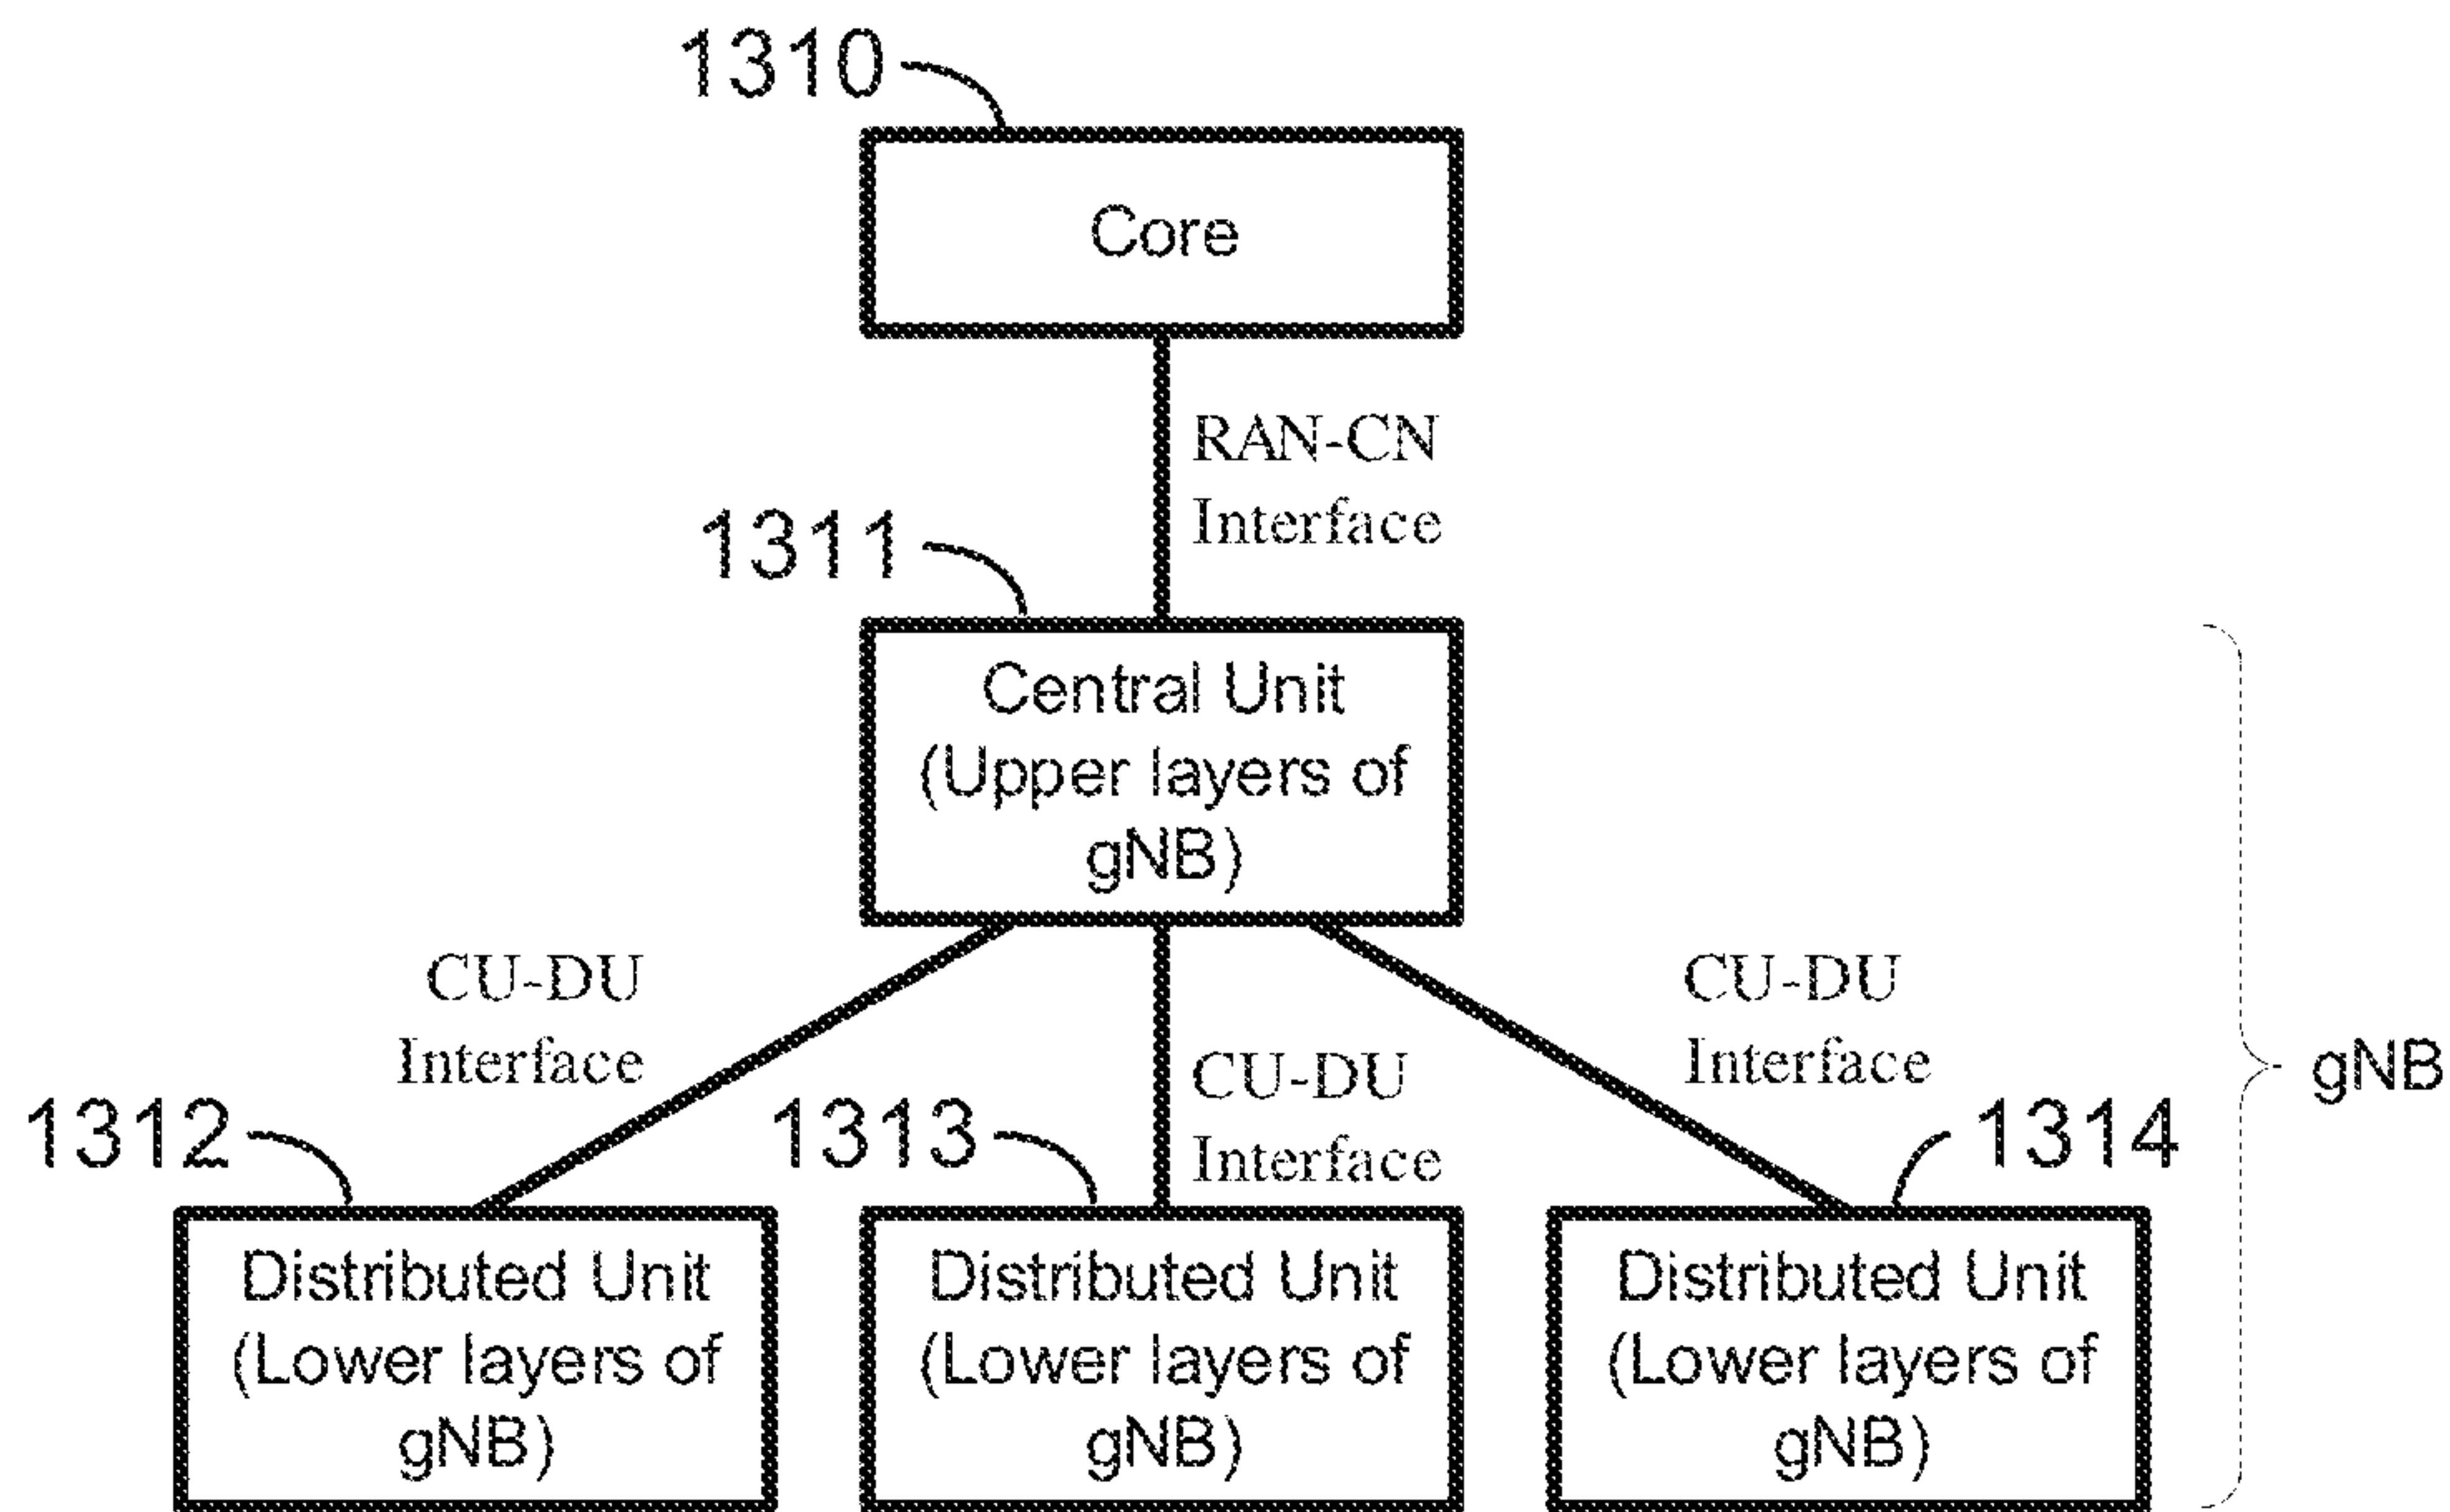 1310
Core
RAN-CN
Interface
1311
Central Unit
(Upper layers of
gNB)
CU-DU
Interface
CU-DU
Interface
CU-DU
Interface
gNB
1312
1313
1314
Distributed Unit
(Lower layers of
gNB)
Distributed Unit
(Lower layers of
gNB)
Distributed Unit
(Lower layers of
gNB)